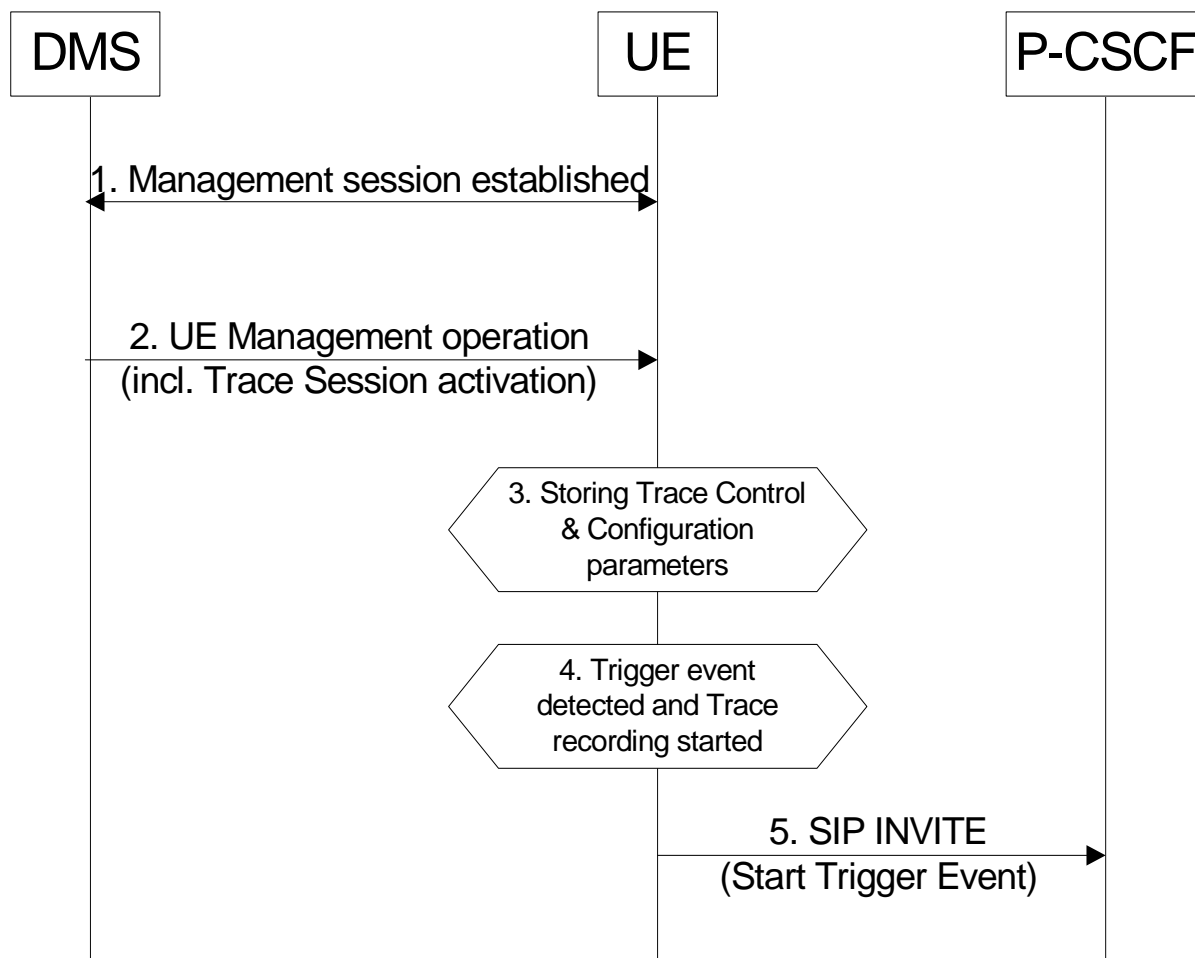 DMS
UE
P-CSCF
1. Management session established
2. UE Management operation
(incl. Trace Session activation)
3. Storing Trace Control
& Configuration
parameters
4. Trigger event
detected and Trace
recording started
5. SIP INVITE
(Start Trigger Event)